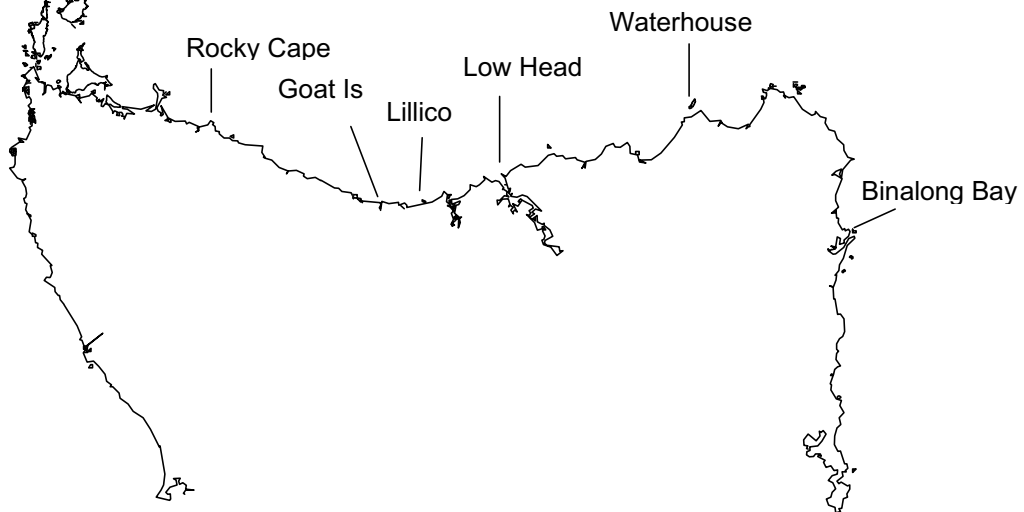 Waterhouse
Rocky Cape
Low Head
Goat Is
Lillico
Binalong Bay